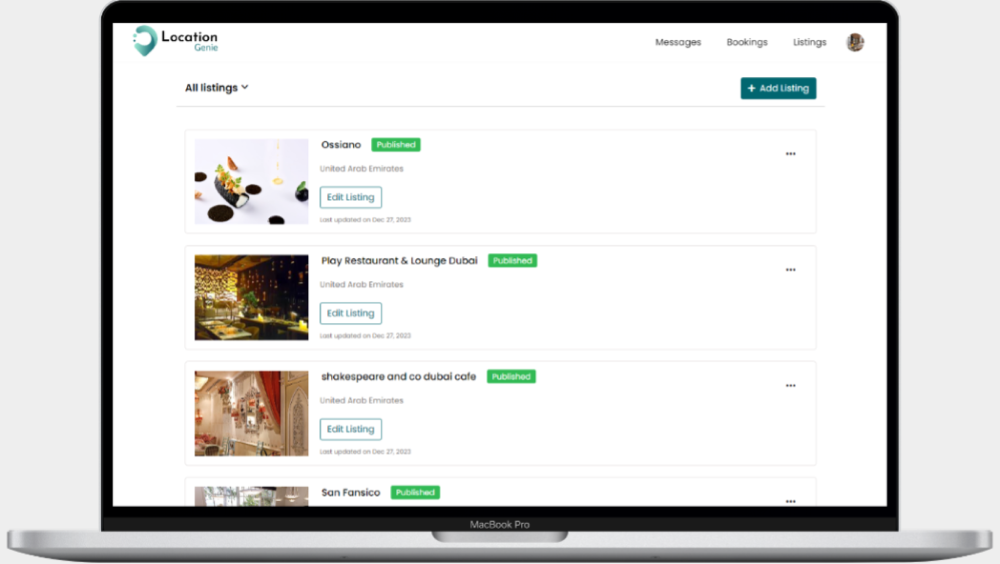 Location
Genie
Messages
Bookings
Listings
All listings
+ Add Listing
Ossiano
Published
United Arab Emirates
Edit Listing
Last updated on Dec 27, 2023
Play Restaurant & Lounge Dubai
Published
United Arab Emirates
Edit Listing
Last updated on Dec 27, 2023
shakespeare and co dubai cafe
Published
United Arab Emirates
Edit Listing
Last updated on Dec 27, 2023
San Fansico
Published
MacBook Pro